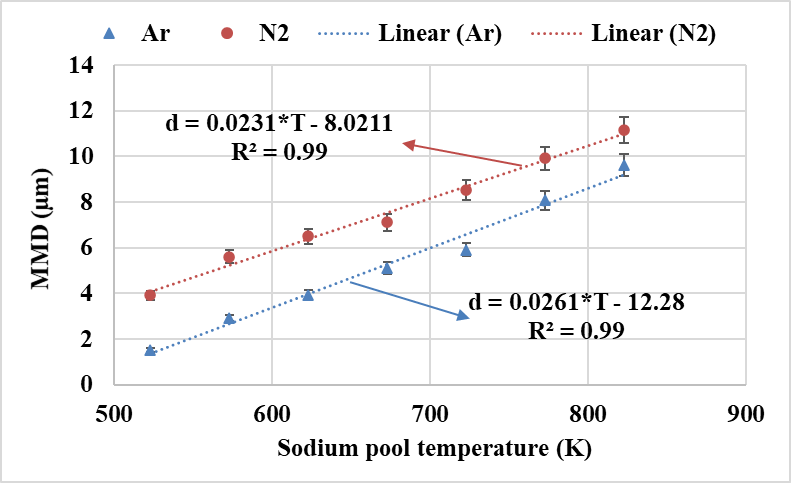 Ar N2 Linear (Ar) Linear (N2)
14
12
10
8
6
4
2
0
MMD (µm)
d = 0.0231*T - 8.0211
R² = 0.99
d = 0.0261*T - 12.28
R² = 0.99
500 600 700 800 900
Sodium pool temperature (K)